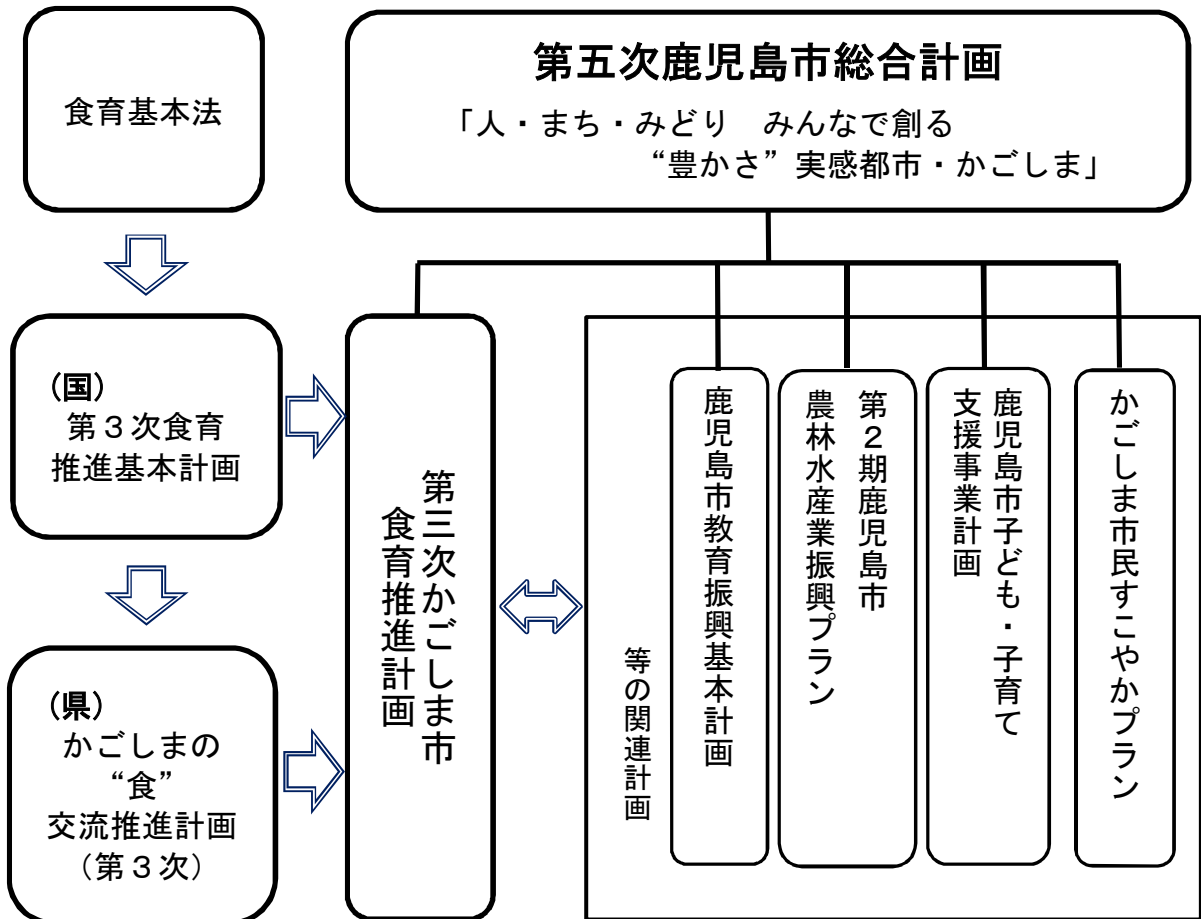 食育基本法
第五次鹿児島市総合計画
「人・まち・みどり　みんなで創る
“豊かさ”実感都市・かごしま」
(国)
第３次食育
推進基本計画
(県)
かごしまの
“食”
交流推進計画
（第３次）
第三次かごしま市
食育推進計画
かごしま市民すこやかプラン
鹿児島市子ども・子育て
支援事業計画
第２期鹿児島市
農林水産業振興プラン
鹿児島市教育振興基本計画
等の関連計画